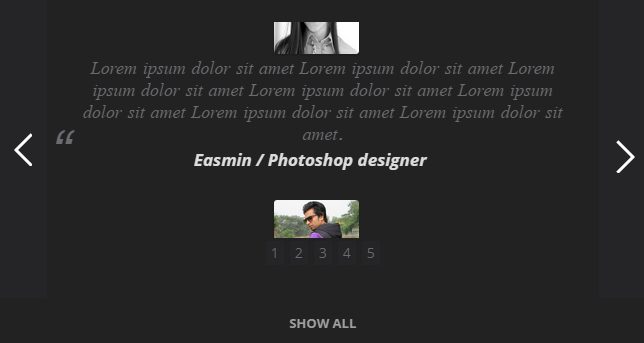 Lorem ipsum dolor sit amet Lorem ipsum dolor sit amet Lorem
ipsum dolor sit amet Lorem ipsum dolor sit amet Lorem ipsum
dolor sit amet Lorem ipsum dolor sit amet Lorem ipsum dolor sit
amet.
“
Easmin / Photoshop designer
1 2 3 4 5
SHOW ALL